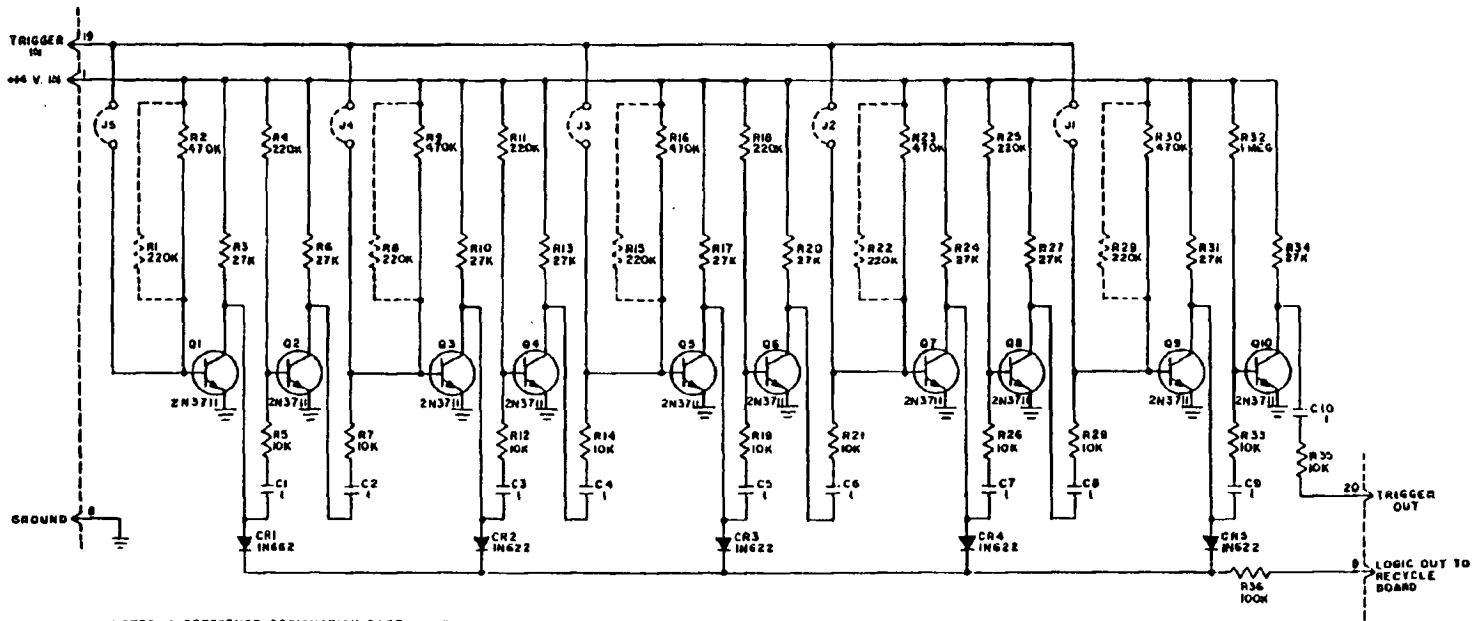 TRIGGER IN
19
+14 V. IN
1
J5
J4
J3
J2
J1
R2 470K
R4 220K
R9 470K
R11 220K
R16 470K
R18 220K
R23 470K
R25 220K
R30 470K
R32 1 MEG
R1 220K
R3 27K
R6 27K
R8 220K
R10 27K
R13 27K
R15 220K
R17 27K
R20 27K
R22 220K
R24 27K
R27 27K
R29 220K
R31 27K
R34 27K
Q1
Q2
Q3
Q4
Q5
Q6
Q7
Q8
Q9
Q10
2N3711
2N3711
2N3711
2N3711
2N3711
2N3711
2N3711
2N3711
2N3711
2N3711
R5 10K
R7 10K
R12 10K
R14 10K
R19 10K
R21 10K
R26 10K
R28 10K
R33 10K
C10 1
R35 10K
C1 1
C2 1
C3 1
C4 1
C5 1
C6 1
C7 1
C8 1
C9 1
20
TRIGGER OUT
GROUND
8
CR1 1N662
CR2 1N622
CR3 1N622
CR4 1N622
CR5 1N622
R36 100K
9
LOGIC OUT TO RECYCLE BOARD